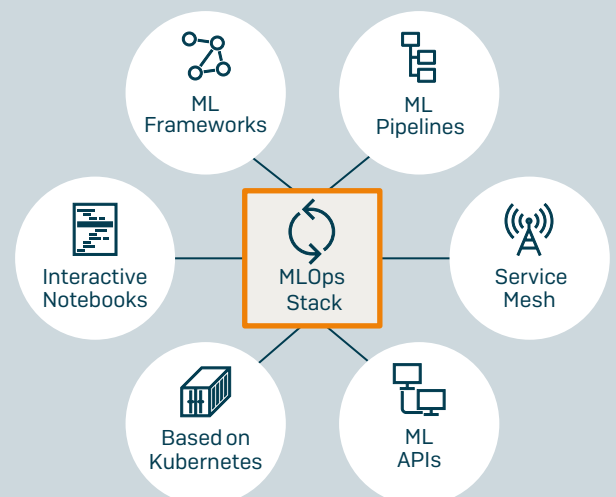 ML
Frameworks
ML
Pipelines
Interactive
Notebooks
MLOps
Stack
Service
Mesh
Based on
Kubernetes
ML
APIs